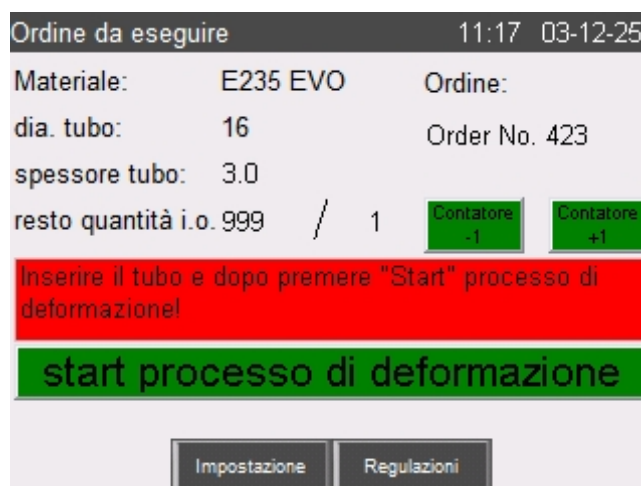 Ordine da eseguire 11:17 03-12-25
Materiale: E235 EVO Ordine:
dia. tubo: 16 Order No. 423
spessore tubo: 3.0
resto quantità i.o. 999 / 1 Contatore -1 Contatore +1
Inserire il tubo e dopo premere "Start" processo di
deformazione!
start processo di deformazione
Impostazione Regulazioni